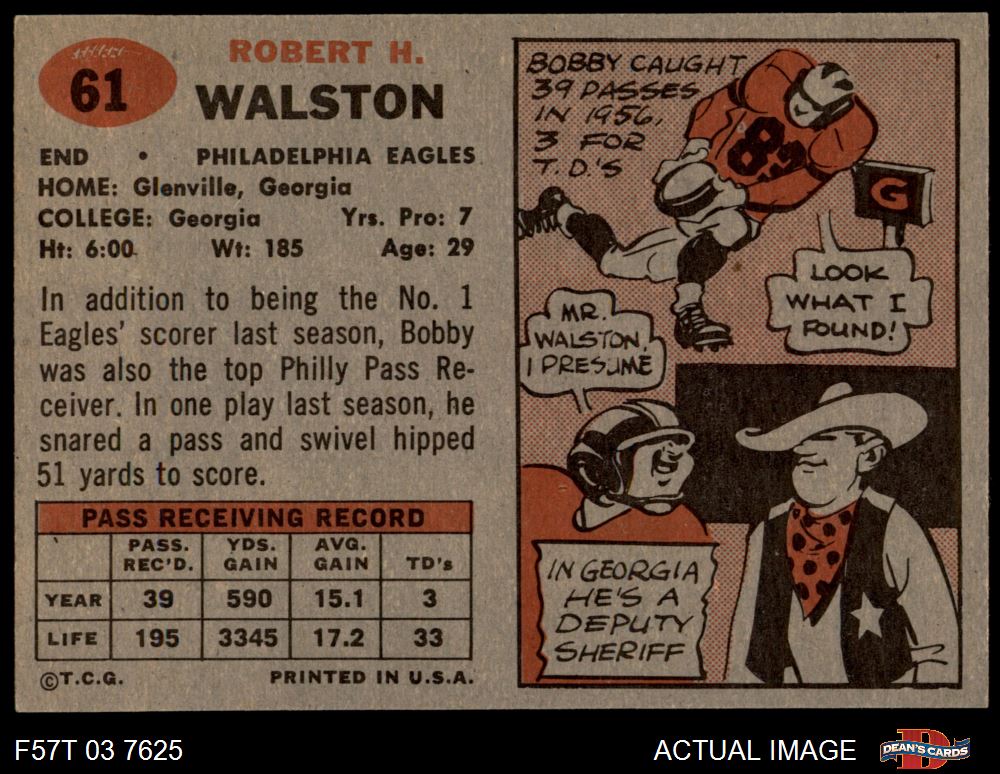 61
ROBERT H.
WALSTON
END • PHILADELPHIA EAGLES
HOME: Glenville, Georgia
COLLEGE: Georgia Yrs. Pro: 7
Ht: 6:00 Wt: 185 Age: 29
In addition to being the No. 1
Eagles' scorer last season, Bobby
was also the top Philly Pass Re-
ceiver. In one play last season, he
snared a pass and swivel hipped
51 yards to score.
PASS RECEIVING RECORD
PASS. REC'D. YDS. GAIN AVG. GAIN TD's
YEAR 39 590 15.1 3
LIFE 195 3345 17.2 33
©T.C.G. PRINTED IN U.S.A.
BOBBY CAUGHT
39 PASSES
IN 1956,
3 FOR
T.D.'S
83
G
LOOK
WHAT I
FOUND!
MR.
WALSTON,
I PRESUME
IN GEORGIA
HE'S A
DEPUTY
SHERIFF
F57T 03 7625
ACTUAL IMAGE
DEAN'S CARDS